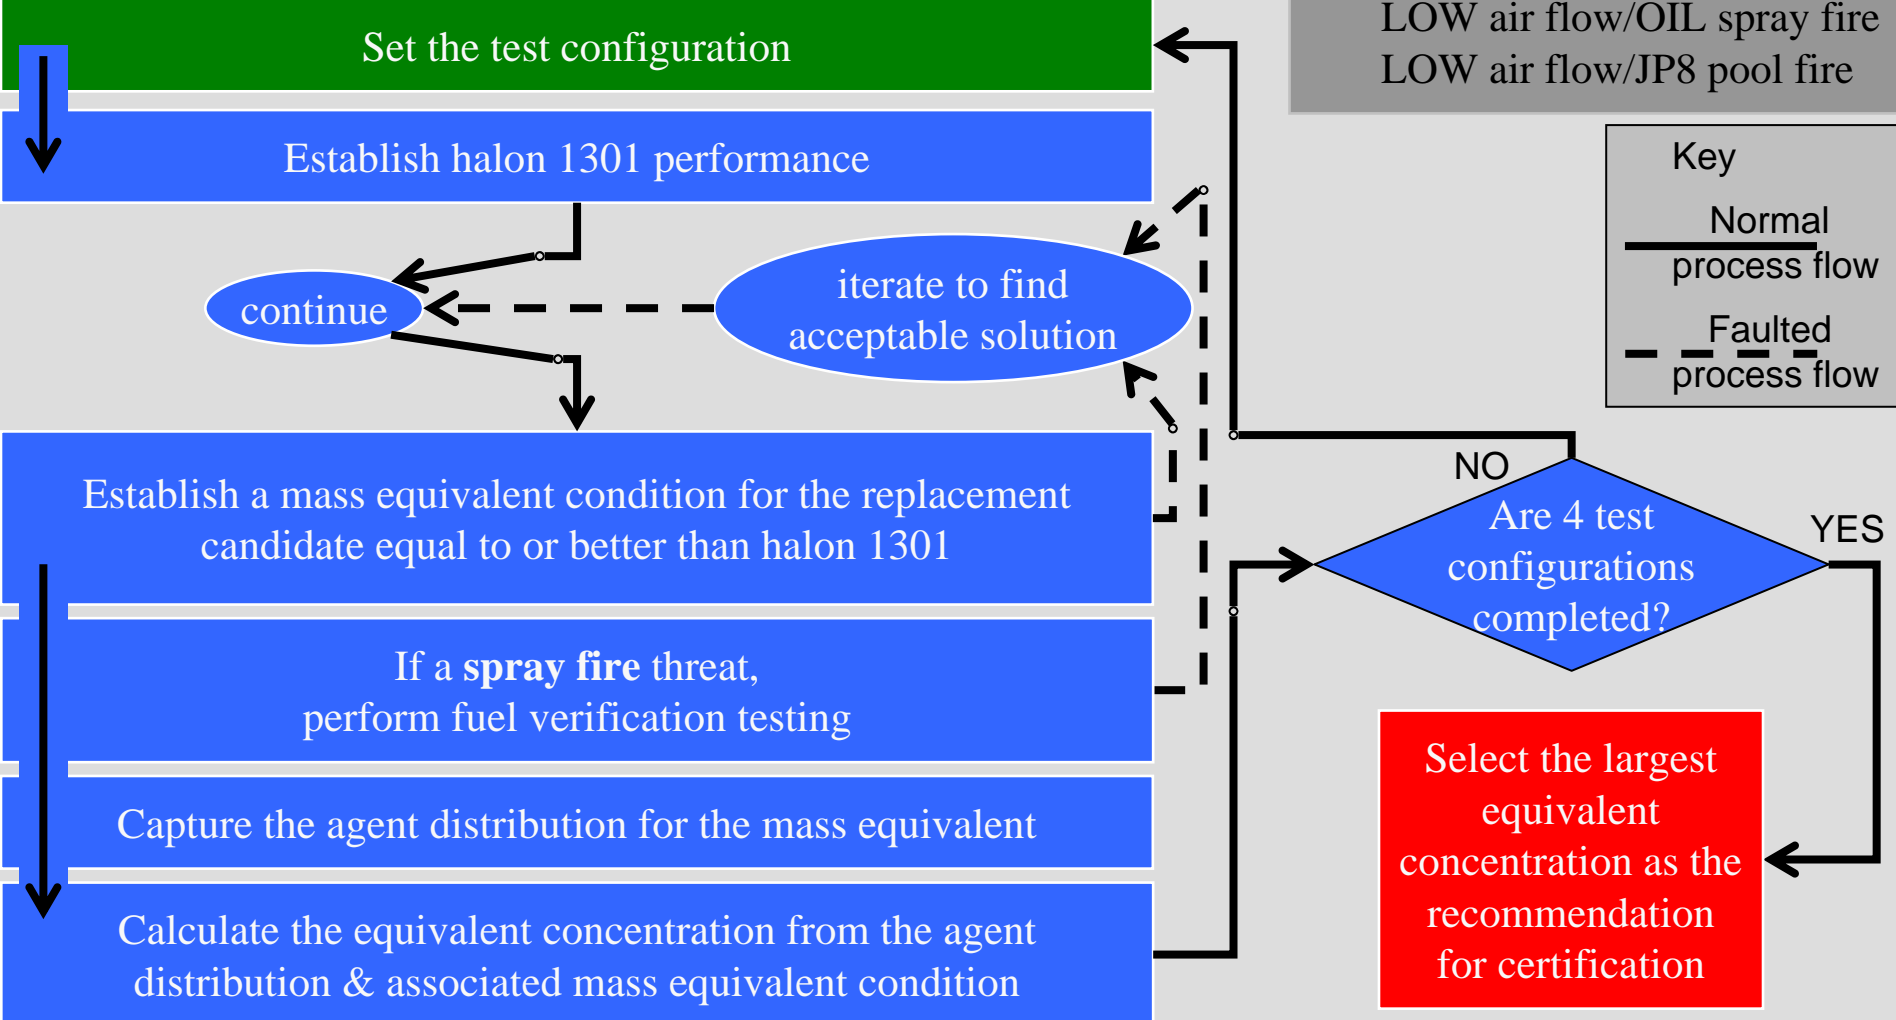 Set the test configuration
LOW air flow/OIL spray fire
LOW air flow/JP8 pool fire
Establish halon 1301 performance
Key
Normal
process flow
Faulted
process flow
continue
iterate to find
acceptable solution
Establish a mass equivalent condition for the replacement
candidate equal to or better than halon 1301
NO
Are 4 test
configurations
completed?
YES
If a spray fire threat,
perform fuel verification testing
Capture the agent distribution for the mass equivalent
Calculate the equivalent concentration from the agent
distribution & associated mass equivalent condition
Select the largest
equivalent
concentration as the
recommendation
for certification